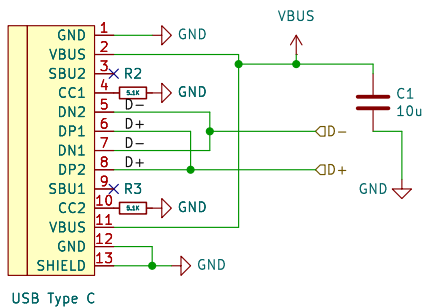 VBUS
GND 1 GND
VBUS 2
SBU2 3 R2
CC1 4 5.1K GND
C1
10u
DN2 5 D-
DP1 6 D+
D-
DN1 7 D-
DP2 8 D+
D+
SBU1 9 R3
GND
CC2 10 5.1K GND
VBUS 11
GND 12
SHIELD 13 GND
USB Type C